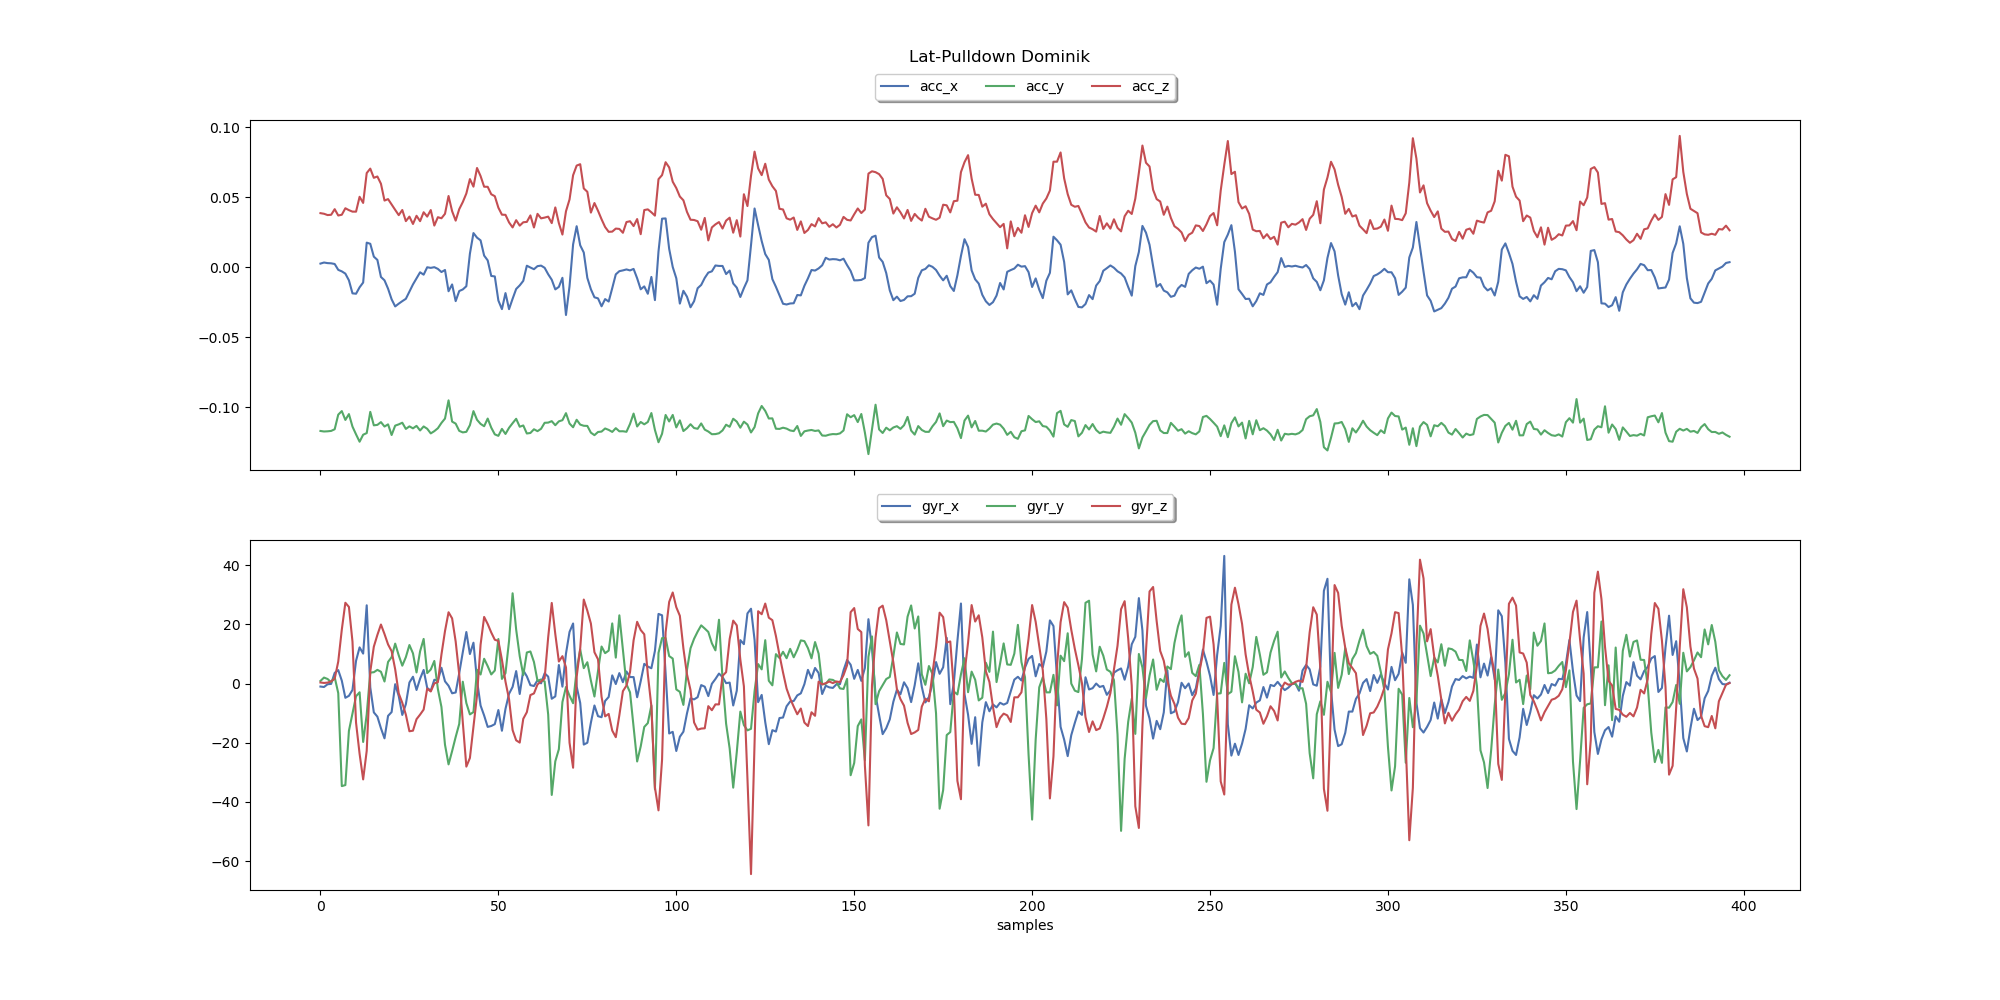 Lat-Pulldown Dominik
acc_x acc_y acc_z
0.10
0.05
0.00
−0.05
−0.10
gyr_x gyr_y gyr_z
40
20
0
−20
−40
−60
0 50 100 150 200 250 300 350 400
samples